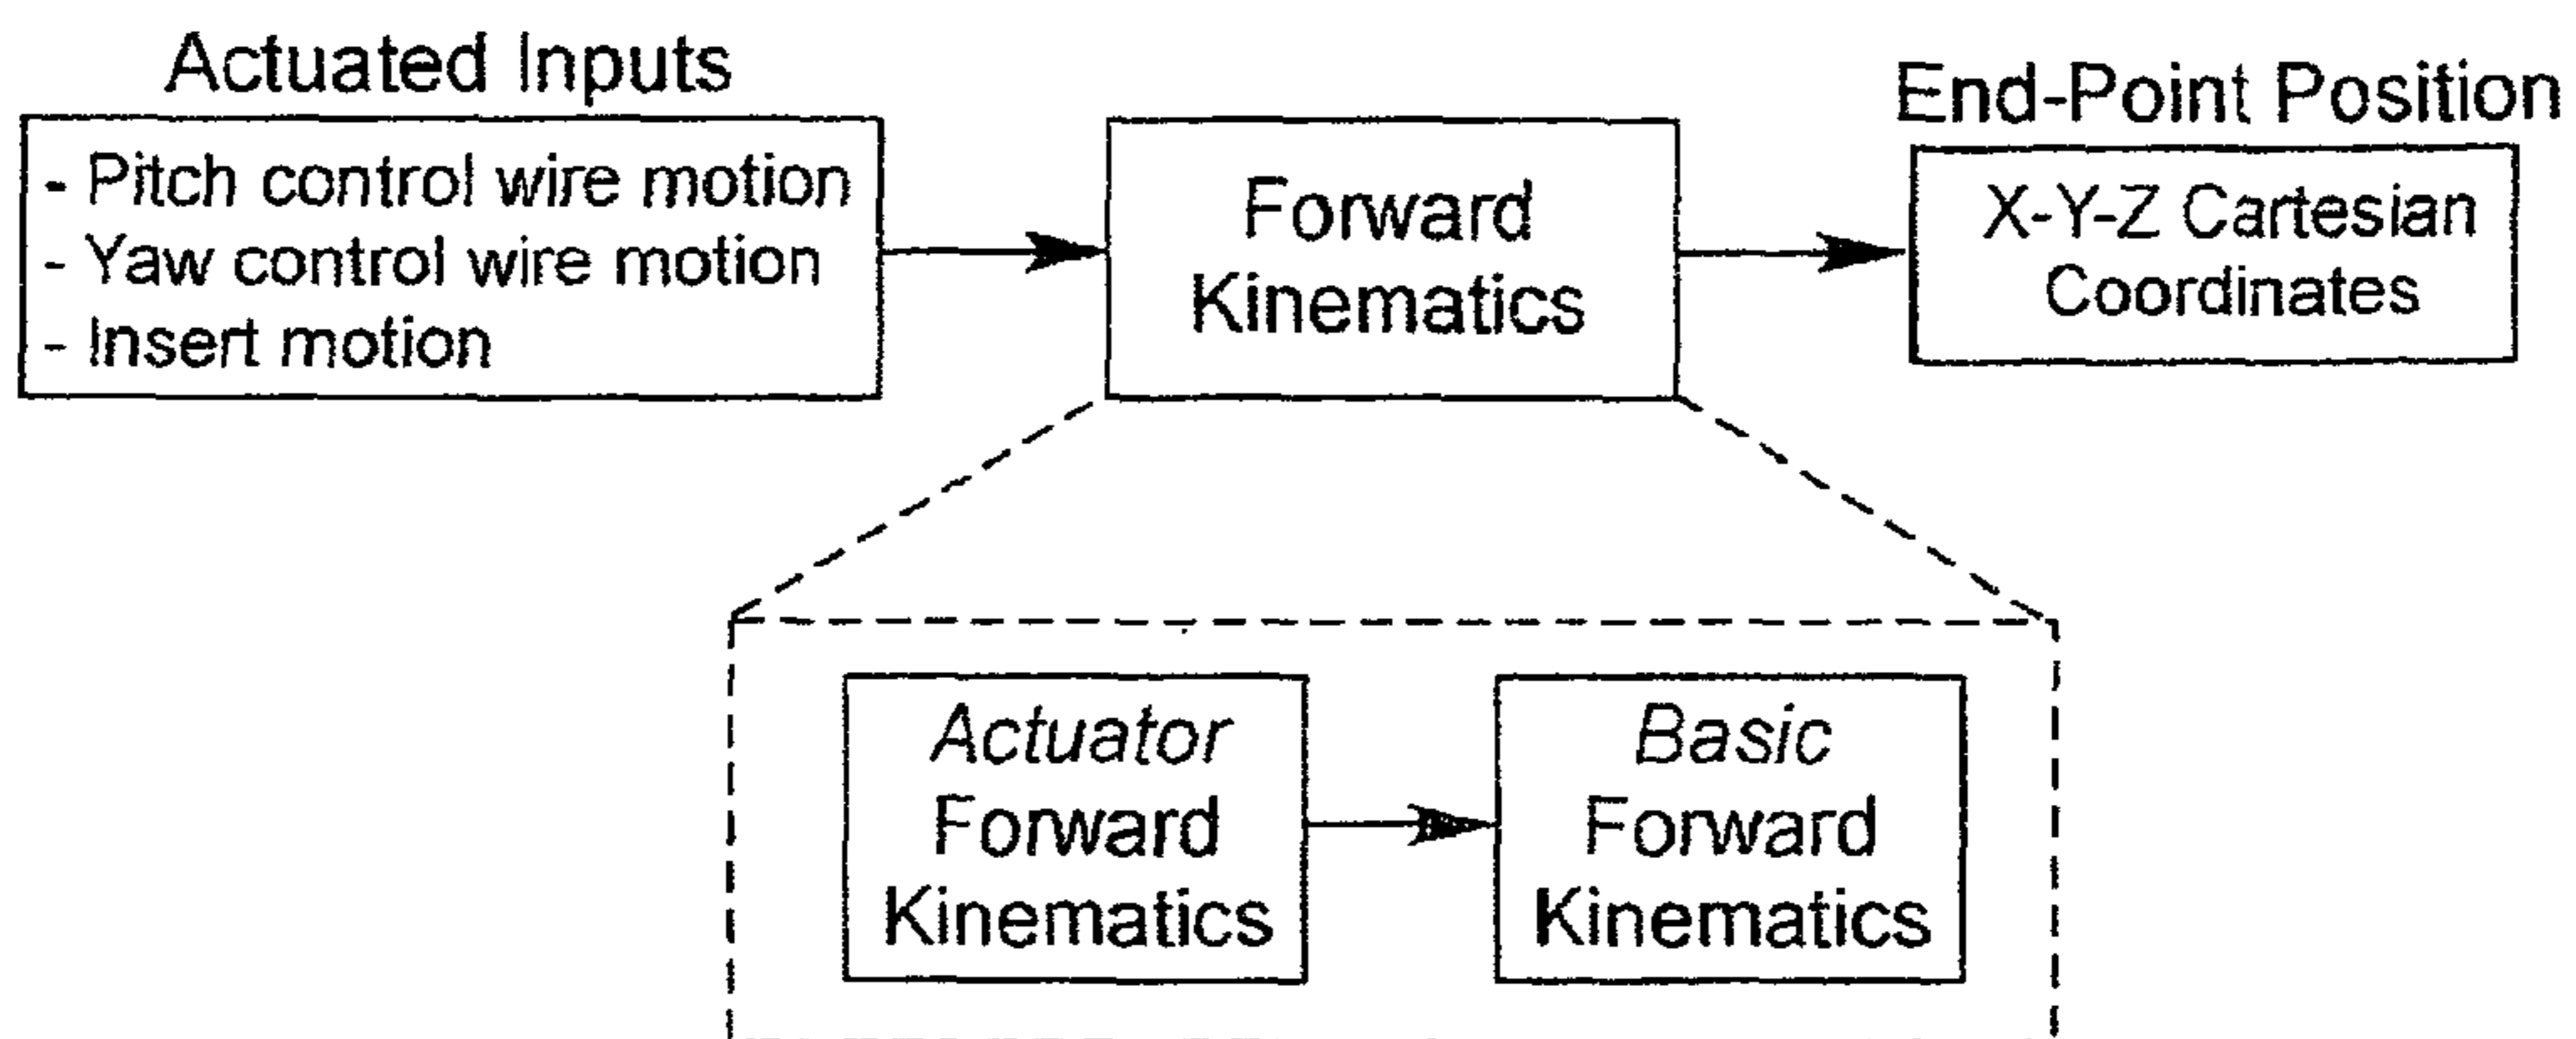 Actuated Inputs
- Pitch control wire motion
- Yaw control wire motion
- Insert motion
Forward
Kinematics
End-Point Position
X-Y-Z Cartesian
Coordinates
Actuator
Forward
Kinematics
Basic
Forward
Kinematics